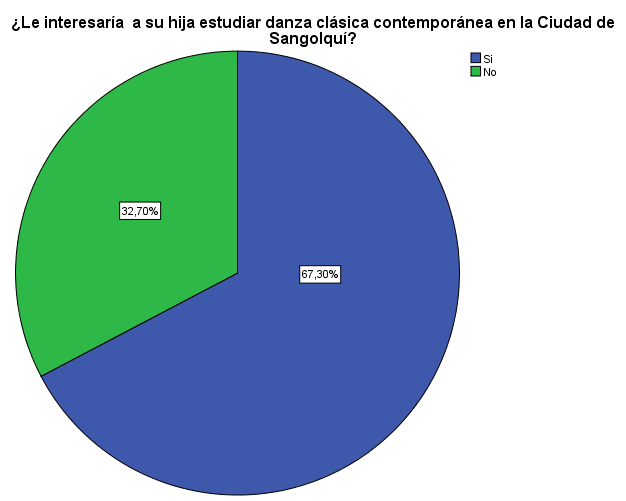 ¿Le interesaría  a su hija estudiar danza clásica contemporánea en la Ciudad de
Sangolquí?
Si
No
32,70%
67,30%